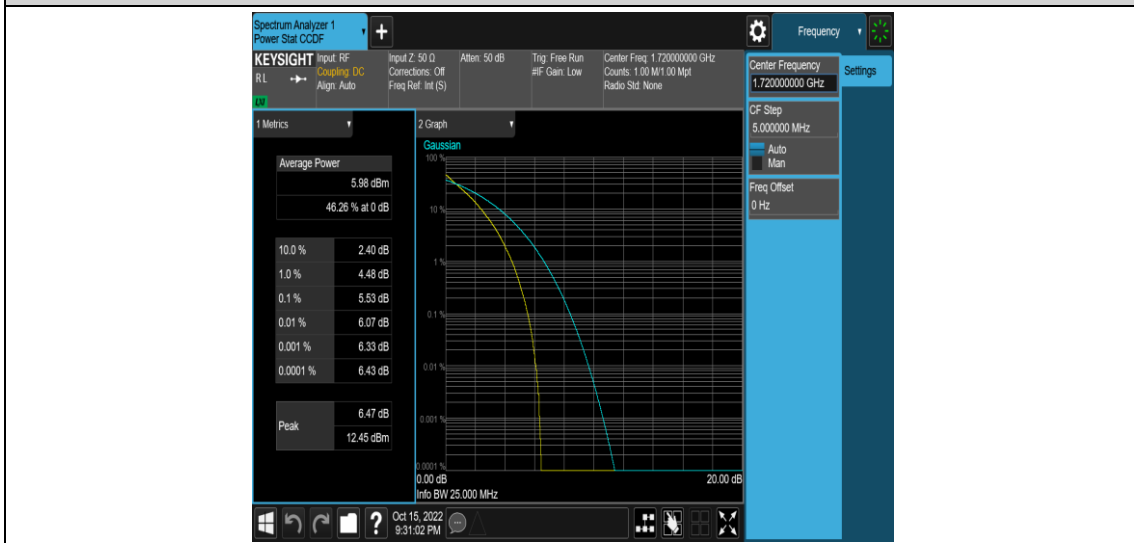 Spectrum Analyzer 1
Power Stat CCDF
+
Frequency
KEYSIGHT
Input: RF
Coupling: DC
Align: Auto
RL
LXI
Input Z: 50 Ω
Corrections: Off
Freq Ref: Int (S)
Atten: 50 dB
Trig: Free Run
#IF Gain: Low
Center Freq: 1.720000000 GHz
Counts: 1.00 M/1.00 Mpt
Radio Std: None
Center Frequency
1.720000000 GHz
Settings
CF Step
5.000000 MHz
Auto
Man
Freq Offset
0 Hz
1 Metrics
Average Power
5.98 dBm
46.26 % at 0 dB
10.0 % 2.40 dB
1.0 % 4.48 dB
0.1 % 5.53 dB
0.01 % 6.07 dB
0.001 % 6.33 dB
0.0001 % 6.43 dB
Peak
6.47 dB
12.45 dBm
2 Graph
Gaussian
100 %
10 %
1 %
0.1 %
0.01 %
0.001 %
0.0001 %
0.00 dB 20.00 dB
Info BW 25.000 MHz
?
Oct 15, 2022
9:31:02 PM